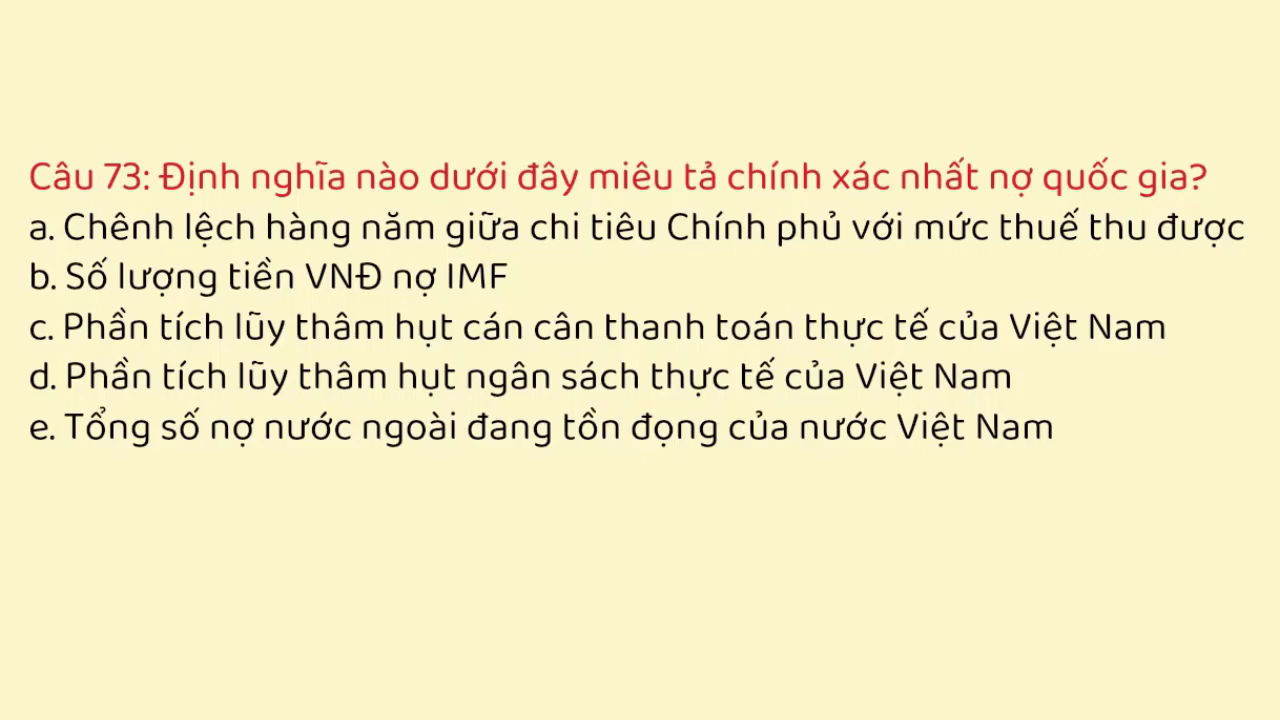 Câu 73: Định nghĩa nào dưới đây miêu tả chính xác nhất nợ quốc gia?
a. Chênh lệch hàng năm giữa chi tiêu Chính phủ với mức thuế thu được
b. Số lượng tiền VNĐ nợ IMF
c. Phần tích lũy thâm hụt cán cân thanh toán thực tế của Việt Nam
d. Phần tích lũy thâm hụt ngân sách thực tế của Việt Nam
e. Tổng số nợ nước ngoài đang tồn đọng của nước Việt Nam